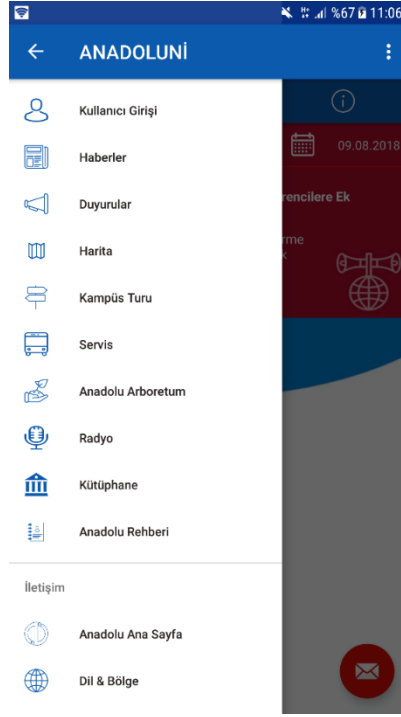 %67 11:06
ANADOLUNİ
Kullanıcı Girişi
Haberler
09.08.2018
Duyurular
rencilere Ek
Harita
rme
k
Kampüs Turu
Servis
Anadolu Arboretum
Radyo
Kütüphane
Anadolu Rehberi
İletişim
Anadolu Ana Sayfa
Dil & Bölge